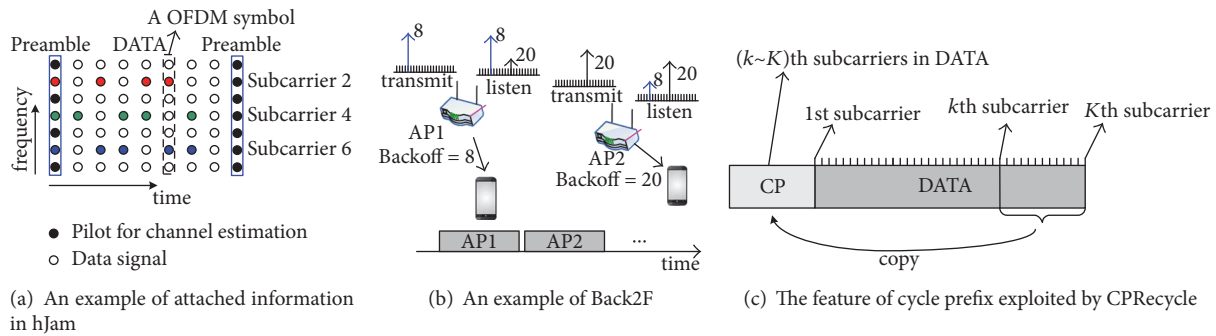 A OFDM symbol
Preamble DATA Preamble
Subcarrier 2
Subcarrier 4
Subcarrier 6
frequency
time
Pilot for channel estimation
Data signal
(a) An example of attached information
in hJam
8
transmit
8
20
listen
20
transmit
8
20
listen
AP1
Backoff = 8
AP2
Backoff = 20
AP1
AP2
...
time
(b) An example of Back2F
(k~K)th subcarriers in DATA
1st subcarrier
kth subcarrier
Kth subcarrier
CP
DATA
copy
(c) The feature of cycle prefix exploited by CPRecycle